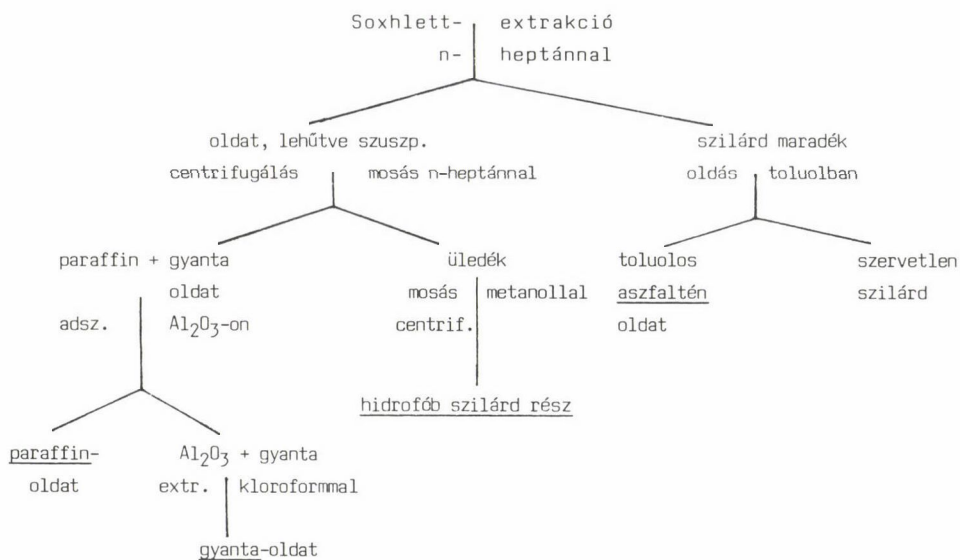 Soxhlett- extrakció
n- heptánnal
oldat, lehűtve szuszp.
centrifugálás mosás n-heptánnal
szilárd maradék
oldás toluolban
paraffin + gyanta
oldat
adsz. Al2O3-on
üledék
mosás metanollal
centrif.
toluolos
aszfaltén
oldat
szervetlen
szilárd
hidrofób szilárd rész
paraffin-
oldat
Al2O3 + gyanta
extr. kloroformmal
gyanta-oldat